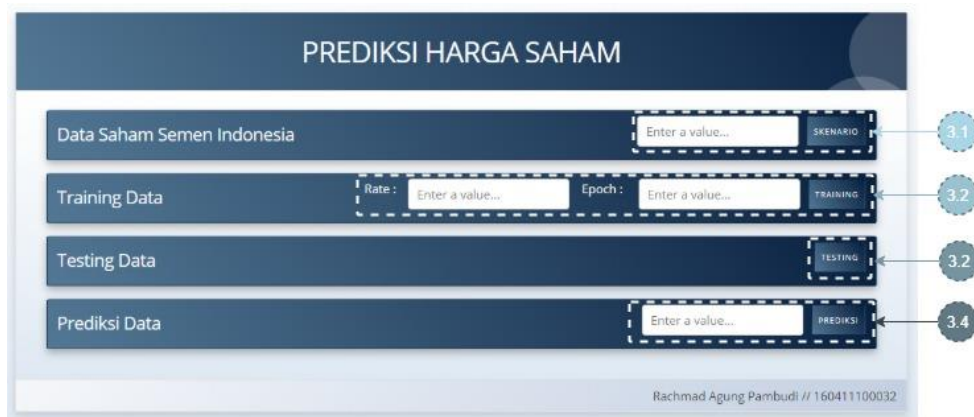 PREDIKSI HARGA SAHAM
Data Saham Semen Indonesia Enter a value... SKENARIO 3.1
Training Data Rate : Enter a value... Epoch : Enter a value... TRAINING 3.2
Testing Data TESTING 3.2
Prediksi Data Enter a value... PREDIKSI 3.4
Rachmad Agung Pambudi // 160411100032